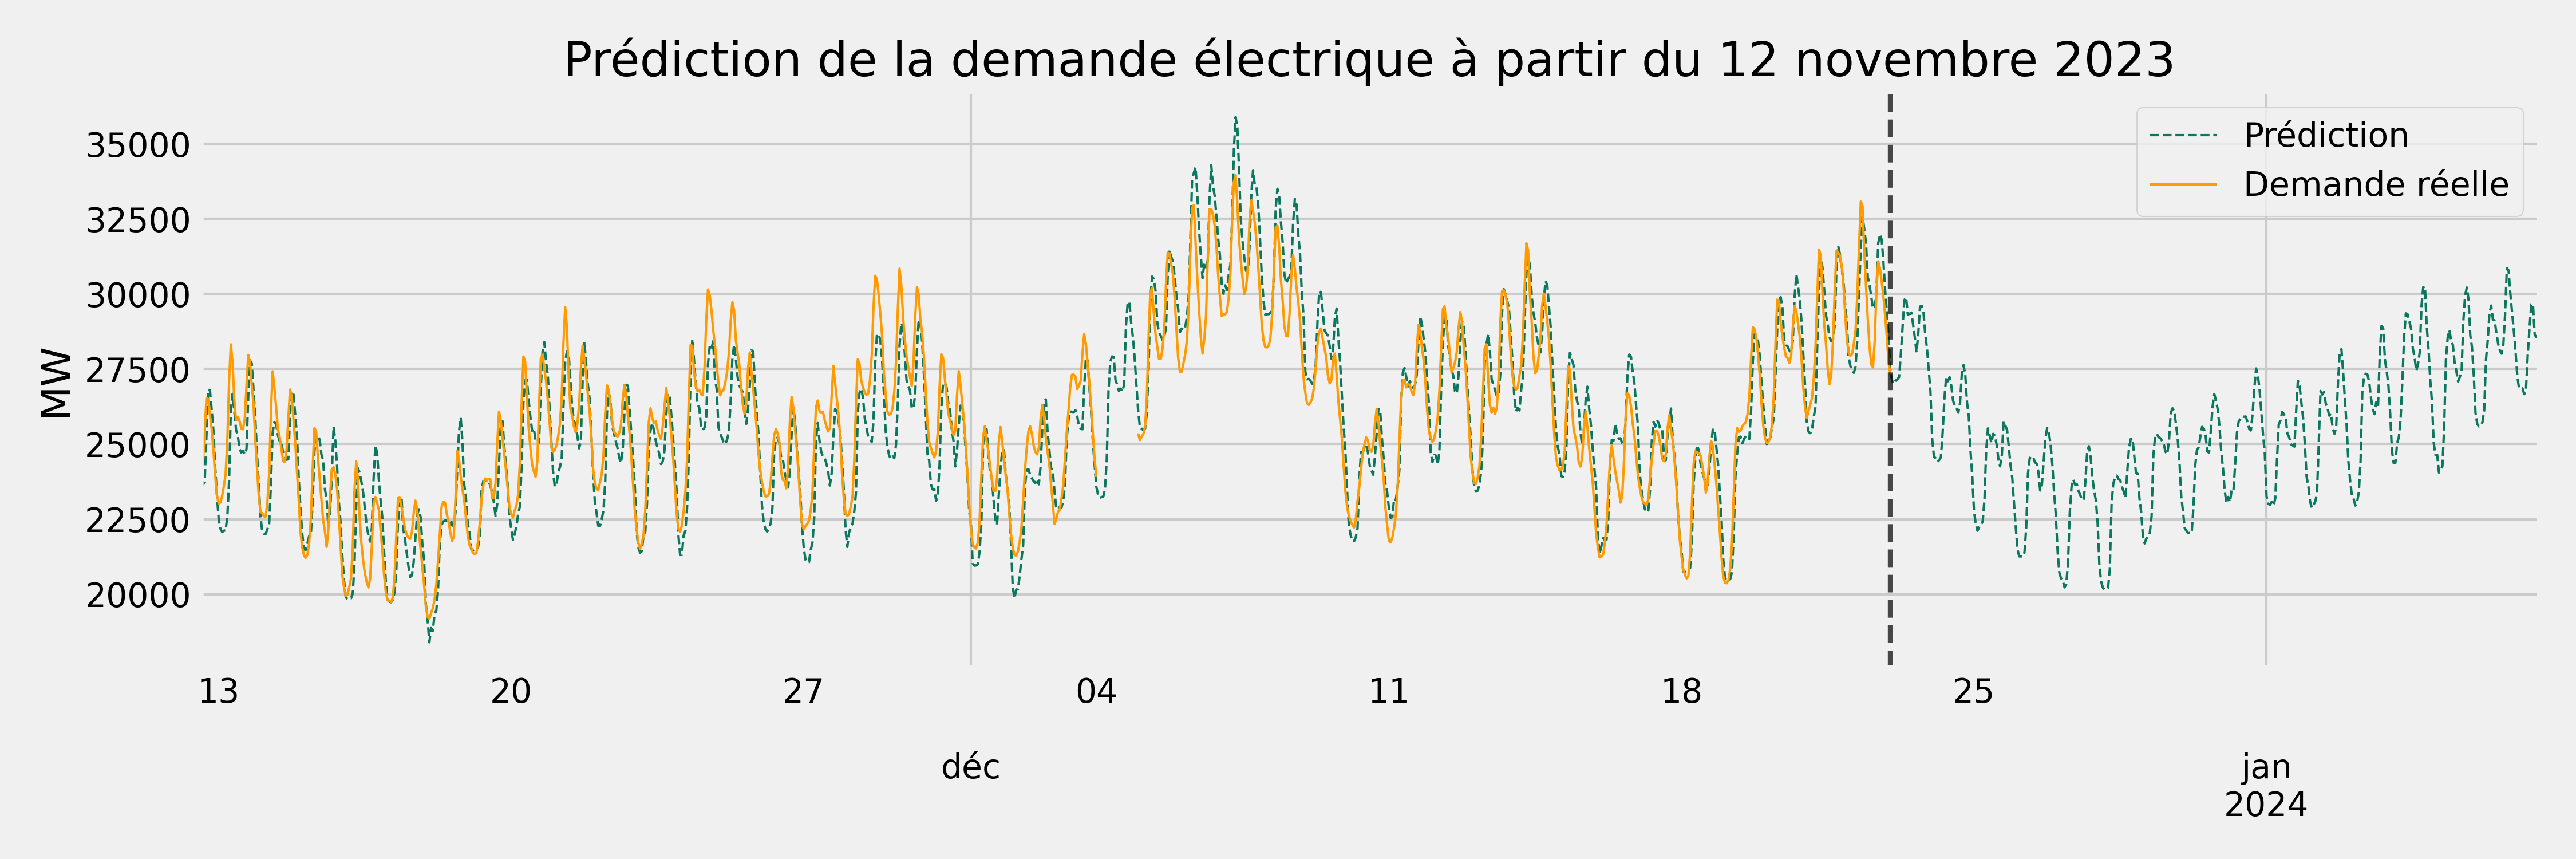 Prédiction de la demande électrique à partir du 12 novembre 2023
Prédiction
Demande réelle
MW
35000
32500
30000
27500
25000
22500
20000
13 20 27 04 11 18 25
déc jan
2024